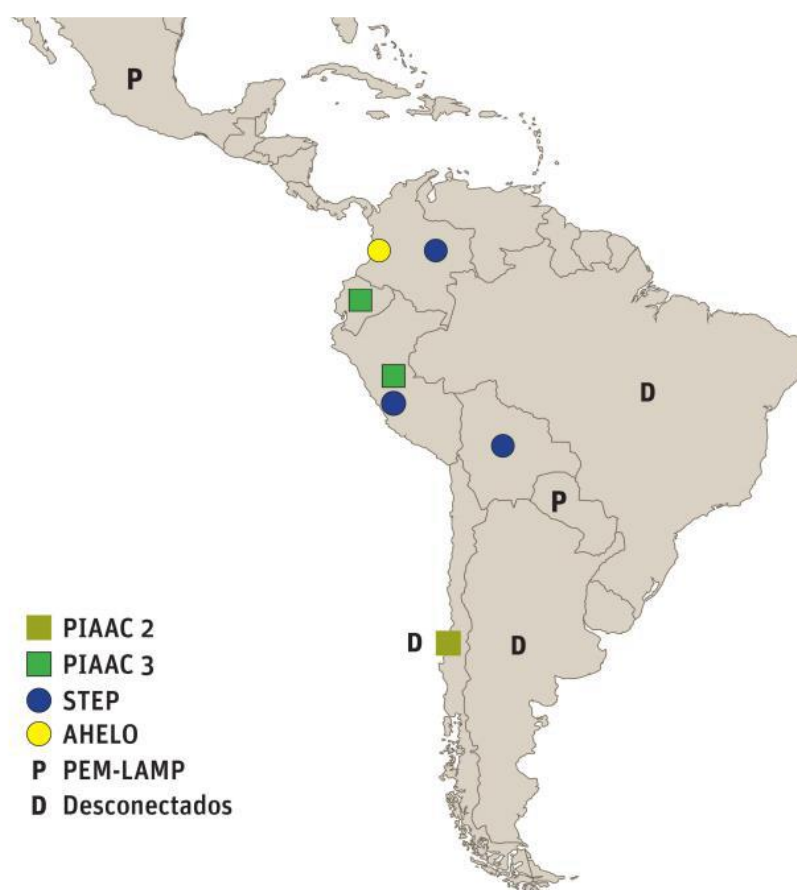 P
D
P
D
D
PIAAC 2
PIAAC 3
STEP
AHELO
P PEM-LAMP
D Desconectados